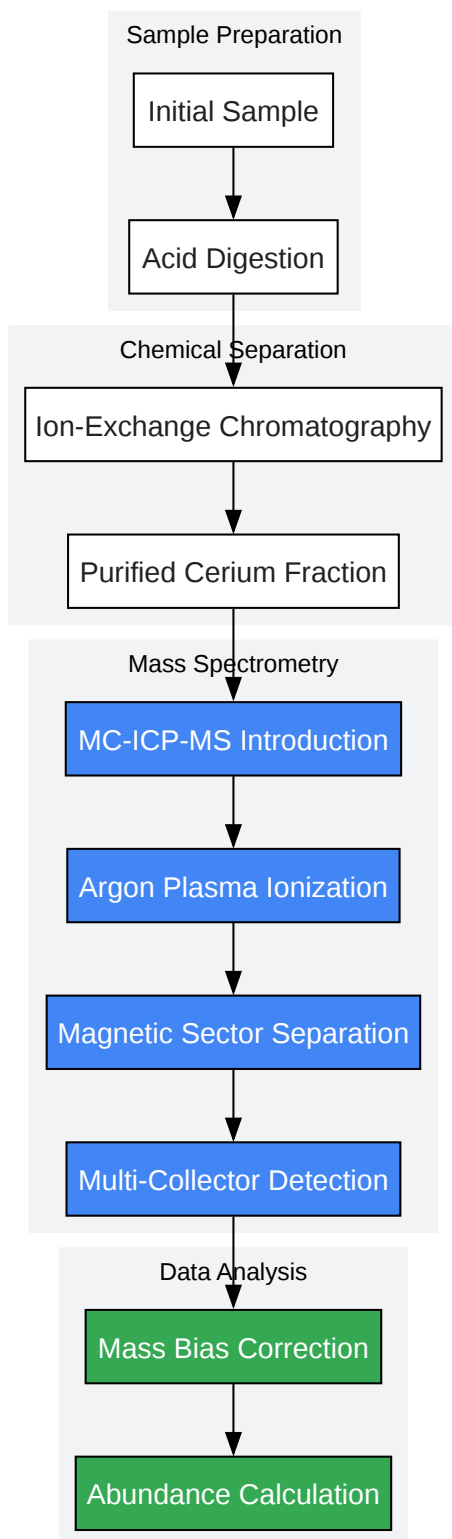 Sample Preparation
Initial Sample
Acid Digestion
Chemical Separation
Ion-Exchange Chromatography
Purified Cerium Fraction
Mass Spectrometry
MC-ICP-MS Introduction
Argon Plasma Ionization
Magnetic Sector Separation
Multi-Collector Detection
Data Analysis
Mass Bias Correction
Abundance Calculation